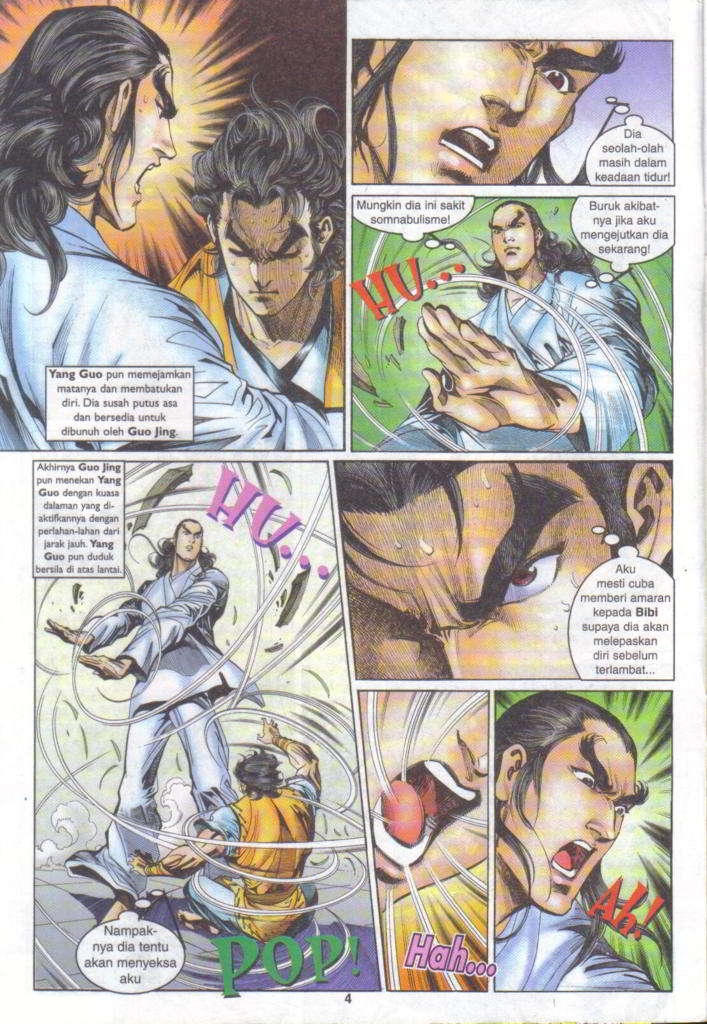 Yang Guo pun memejamkan
matanya dan membatukan
diri. Dia susah putus asa
dan bersedia untuk
dibunuh oleh Guo Jing.
Dia
seolah-olah
masih dalam
keadaan tidur!
Mungkin dia ini sakit
somnabulisme!
Buruk akibat-
nya jika aku
mengejutkan dia
sekarang!
HU...
Akhirnya Guo Jing
pun menekan Yang
Guo dengan kuasa
dalaman yang di-
aktifkannya dengan
perlahan-lahan dari
jarak jauh. Yang
Guo pun duduk
bersila di atas lantai.
HU...
Nampak-
nya dia tentu
akan menyeksa
aku
POP!
Aku
mesti cuba
memberi amaran
kepada Bibi
supaya dia akan
melepaskan
diri sebelum
terlambat...
Hah...
Ah!
4